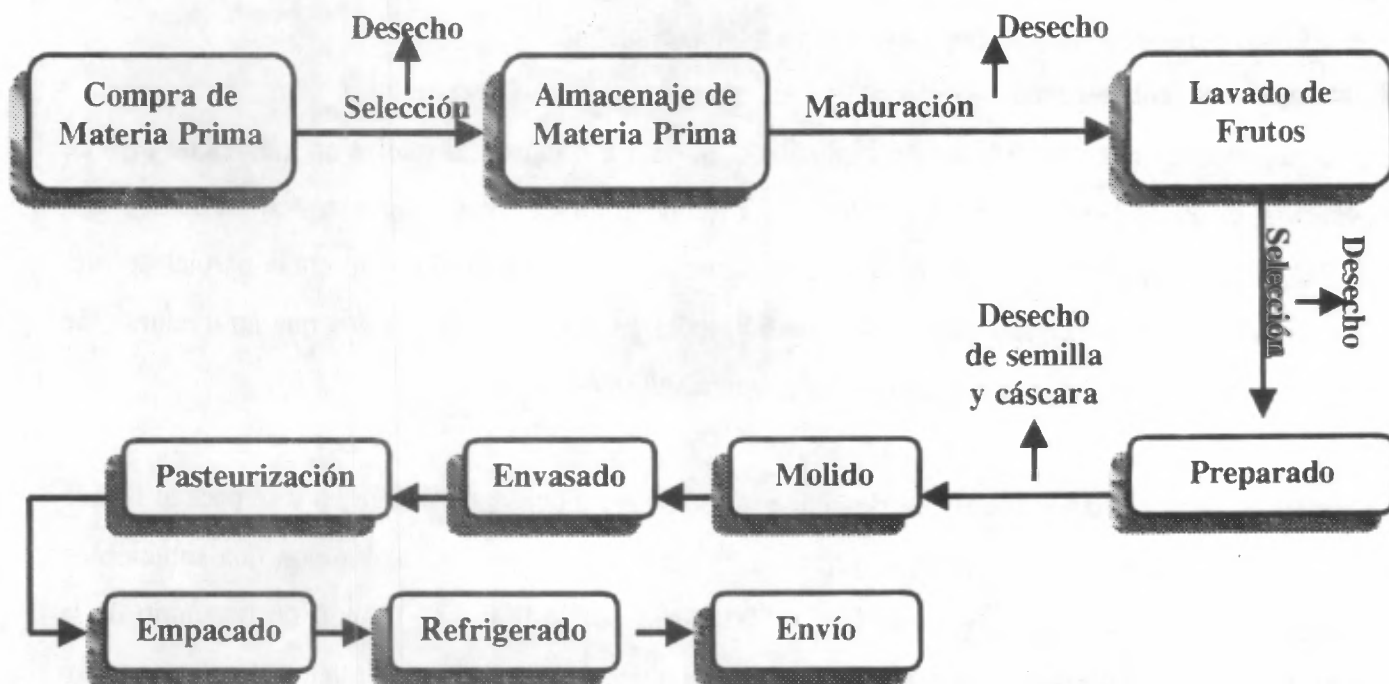 Desecho
Desecho
Compra de
Materia Prima
Selección
Almacenaje de
Materia Prima
Maduración
Lavado de
Frutos
Selección
Desecho
Desecho
de semilla
y cáscara
Pasteurización
Envasado
Molido
Preparado
Empacado
Refrigerado
Envío